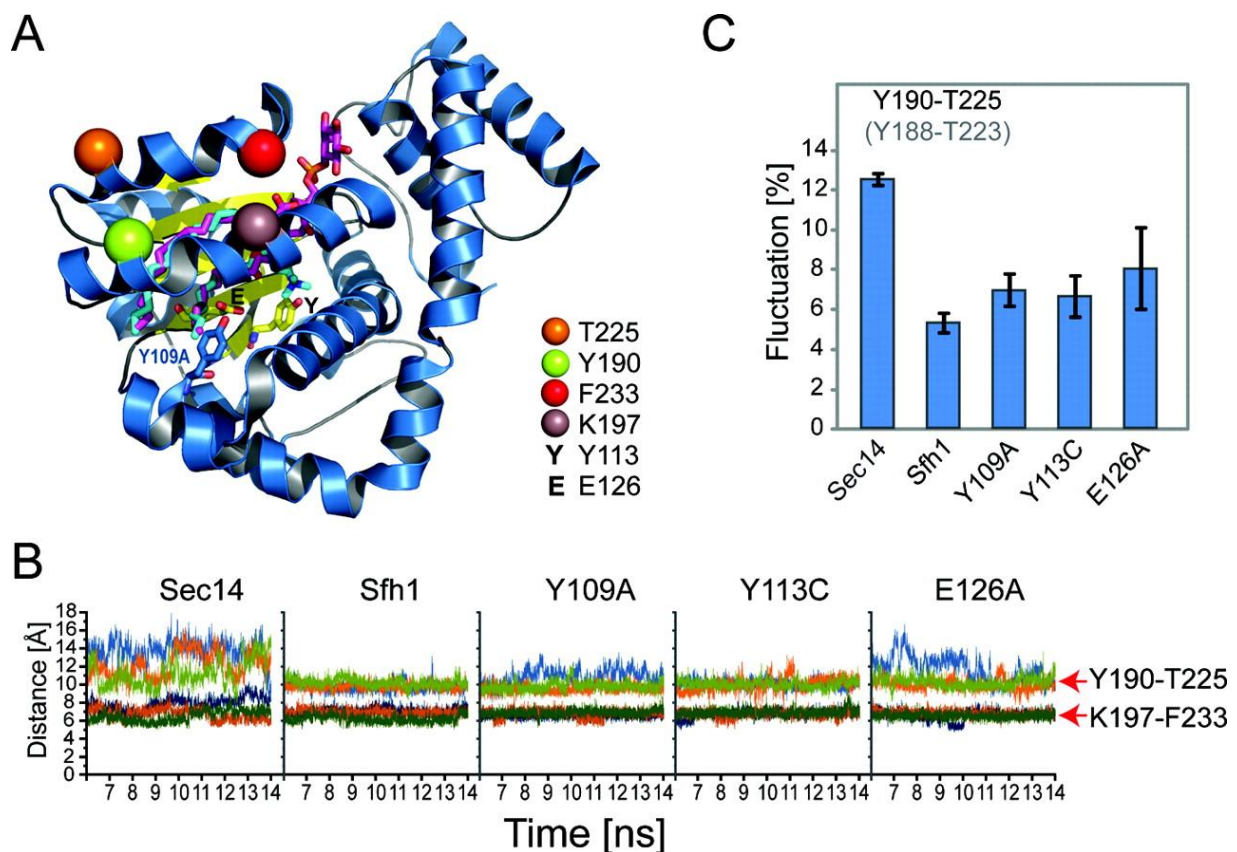 A
E
Y
Y109A
T225
Y190
F233
K197
Y Y113
E E126
C
Y190-T225
(Y188-T223)
Fluctuation [%]
14
12
10
8
6
4
2
0
Sec14
Sfh1
Y109A
Y113C
E126A
B
Sec14 Sfh1 Y109A Y113C E126A
Distance [Å]
18
16
14
12
10
8
6
4
2
0
Y190-T225
K197-F233
7 8 9 10 11 12 13 14 7 8 9 10 11 12 13 14 7 8 9 10 11 12 13 14 7 8 9 10 11 12 13 14 7 8 9 10 11 12 13 14
Time [ns]